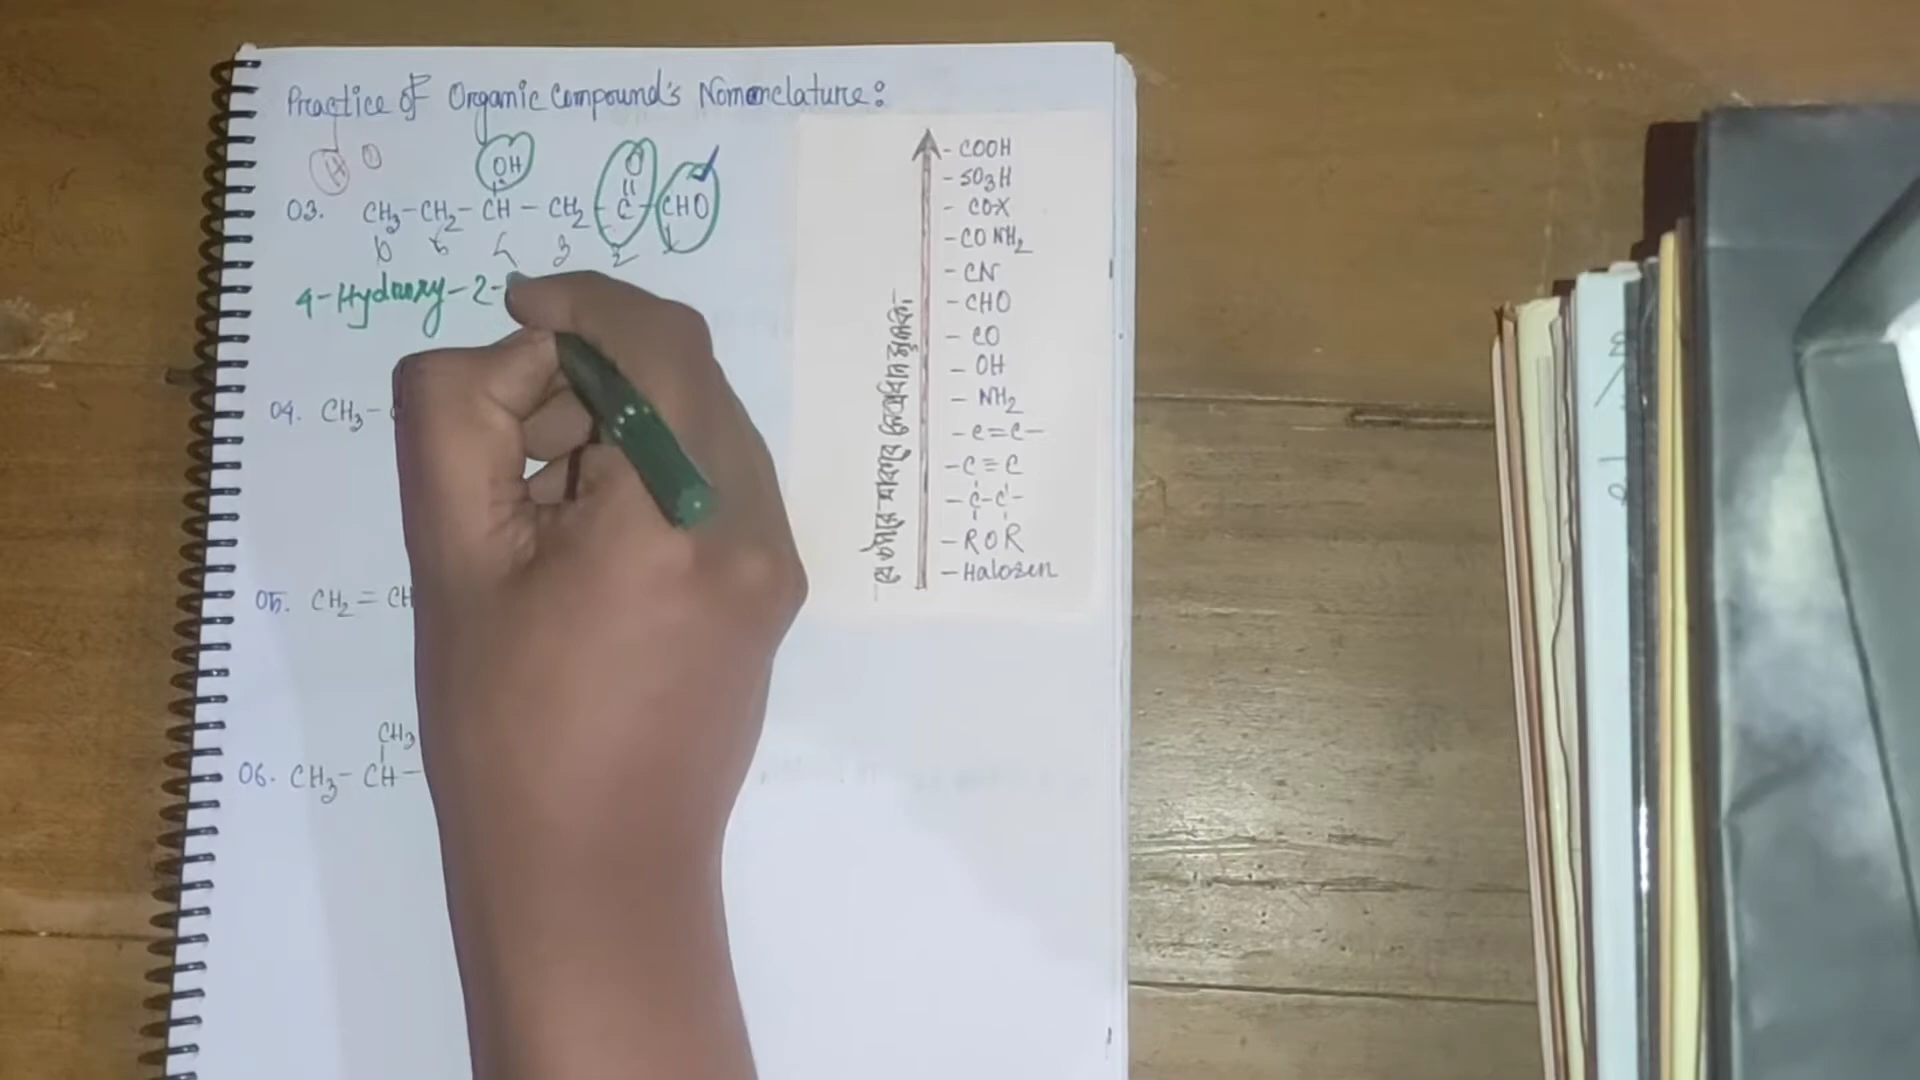 Practice of Organic Compound's Nomenclature:
H O
OH O
03. CH3-CH2-CH-CH2-C-CHO
6 5 4 3 2 1
4-Hydroxy-2-
04. CH3-
05. CH2=CH
CH3
06. CH3-CH-
-COOH
-SO3H
-COX
-CONH2
-CN
-CHO
-CO
-OH
-NH2
-C=C-
-C≡C
-C-C-
-ROR
-Halozen